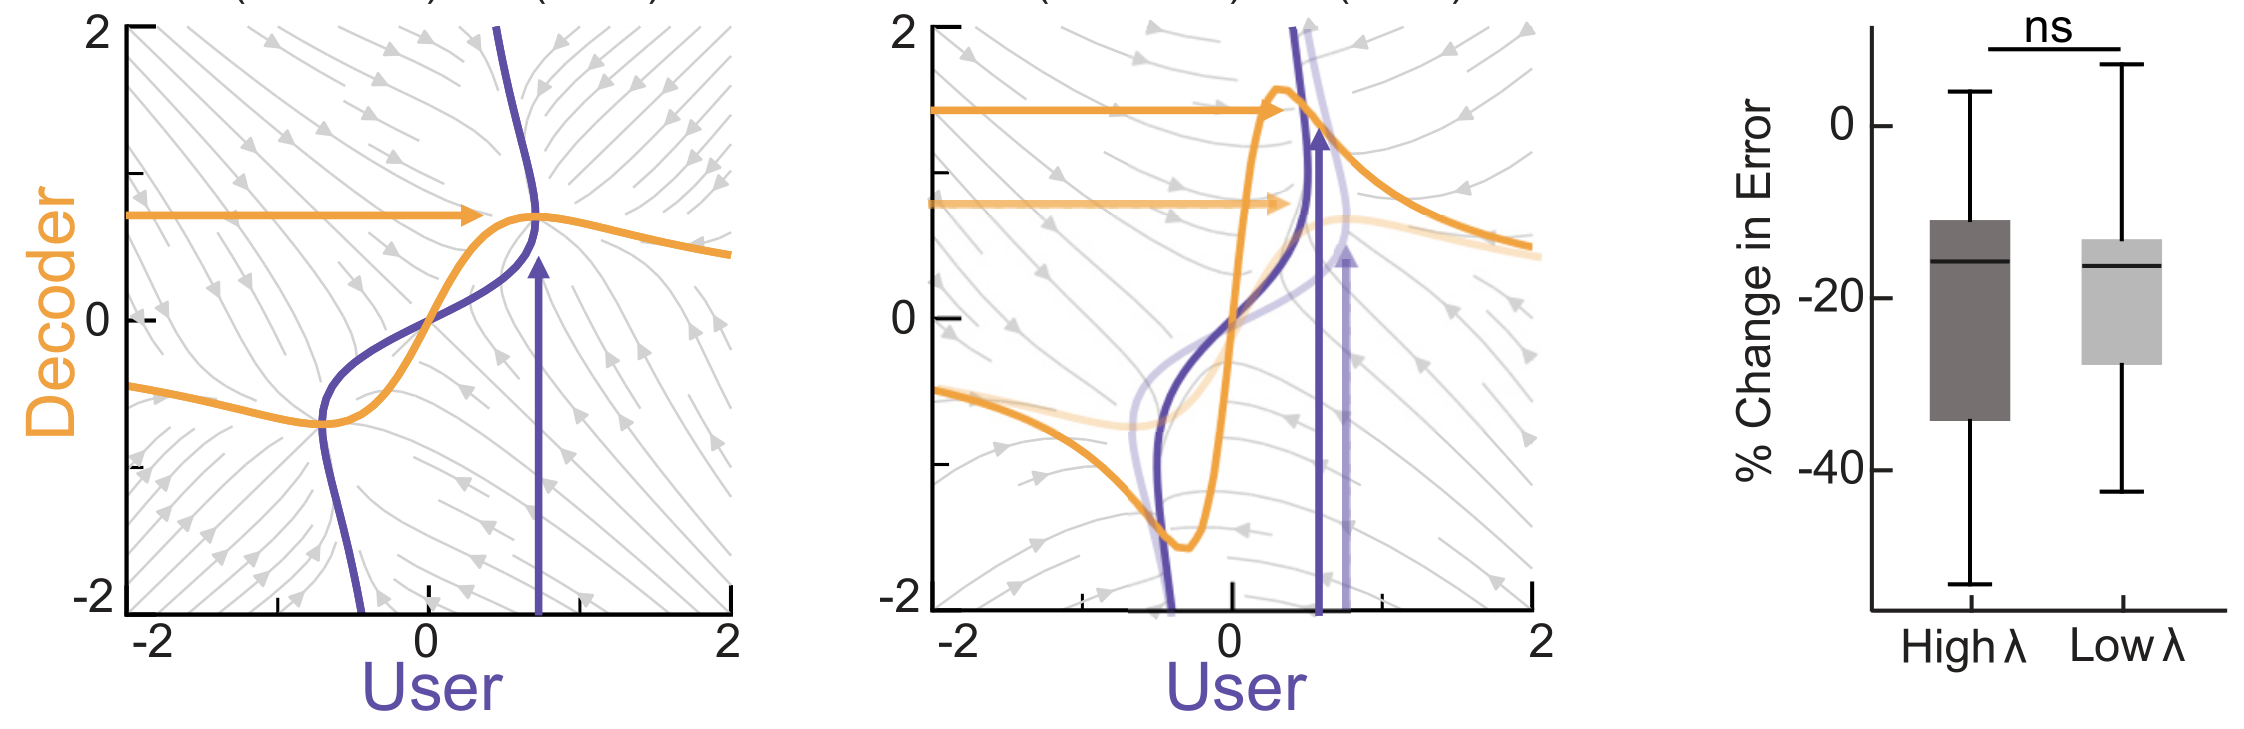 2
0
-2
-2
0
2
Decoder
User
2
0
-2
-2
0
2
User
ns
0
-20
-40
% Change in Error
High λ
Low λ